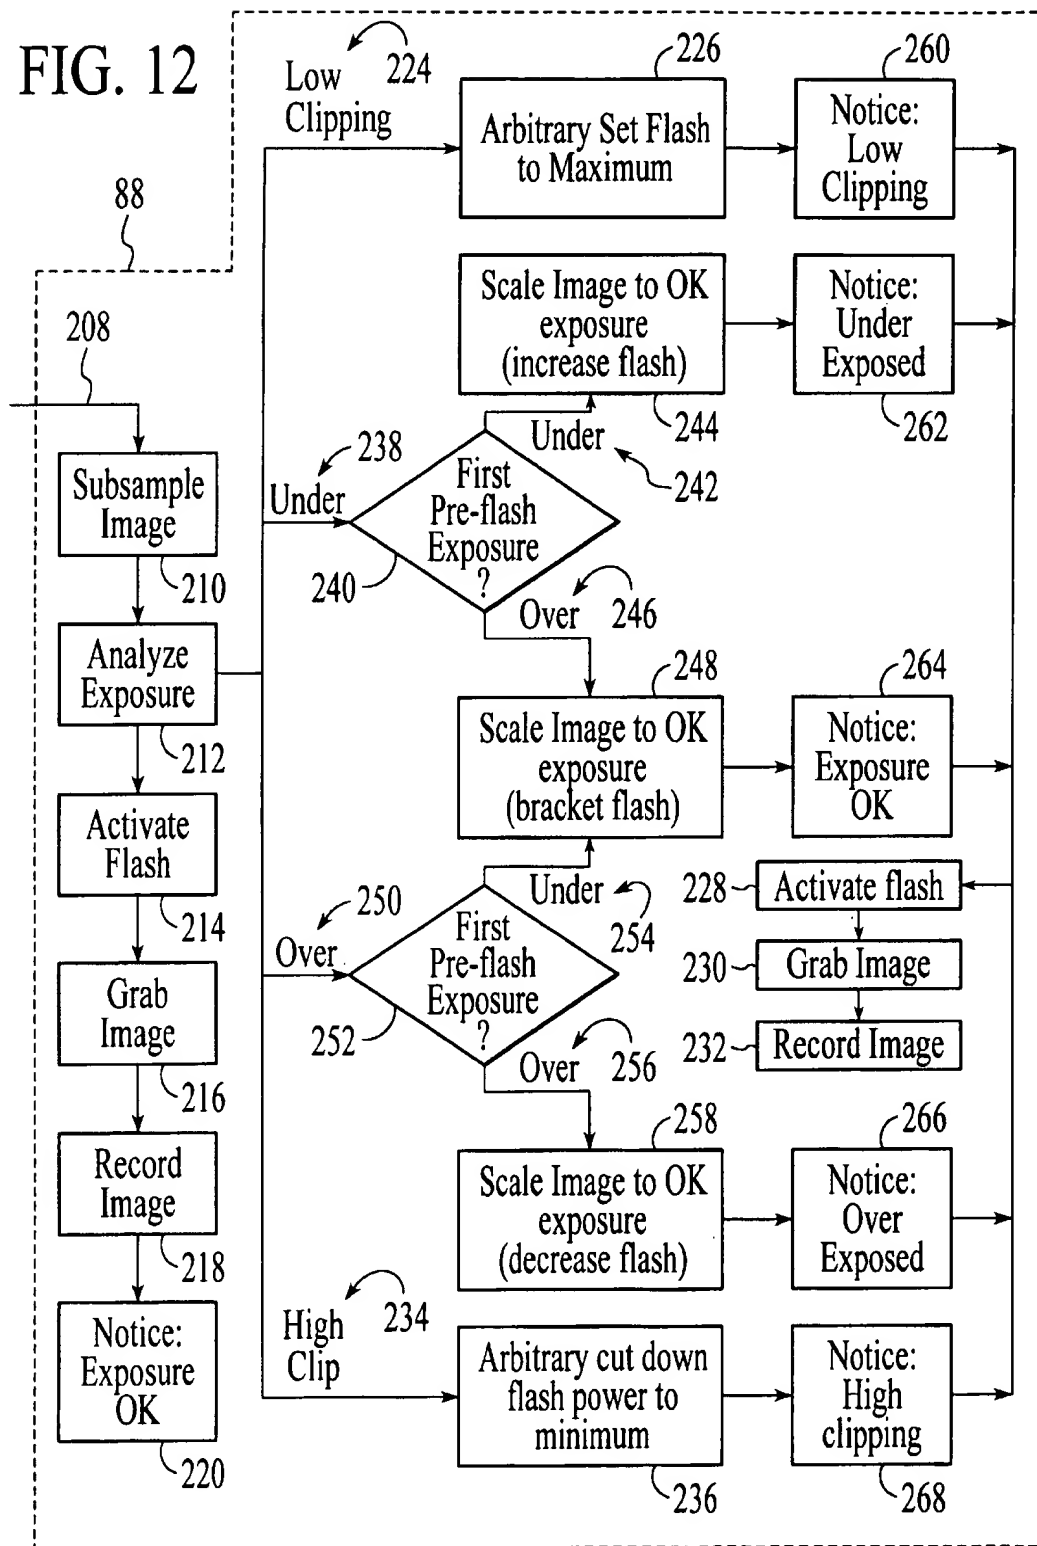 FIG. 12
88
208
Subsample
Image
210
Analyze
Exposure
212
Activate
Flash
214
Grab
Image
216
Record
Image
218
Notice:
Exposure
OK
220
224
Low
Clipping
226
Arbitrary Set Flash
to Maximum
260
Notice:
Low
Clipping
Scale Image to OK
exposure
(increase flash)
244
Notice:
Under
Exposed
262
238
Under
First
Pre-flash
Exposure
?
240
Under
242
Over
246
248
Scale Image to OK
exposure
(bracket flash)
264
Notice:
Exposure
OK
250
Over
First
Pre-flash
Exposure
?
252
Under
254
Over
256
228
Activate flash
230
Grab Image
232
Record Image
258
Scale Image to OK
exposure
(decrease flash)
266
Notice:
Over
Exposed
234
High
Clip
Arbitrary cut down
flash power to
minimum
236
Notice:
High
clipping
268